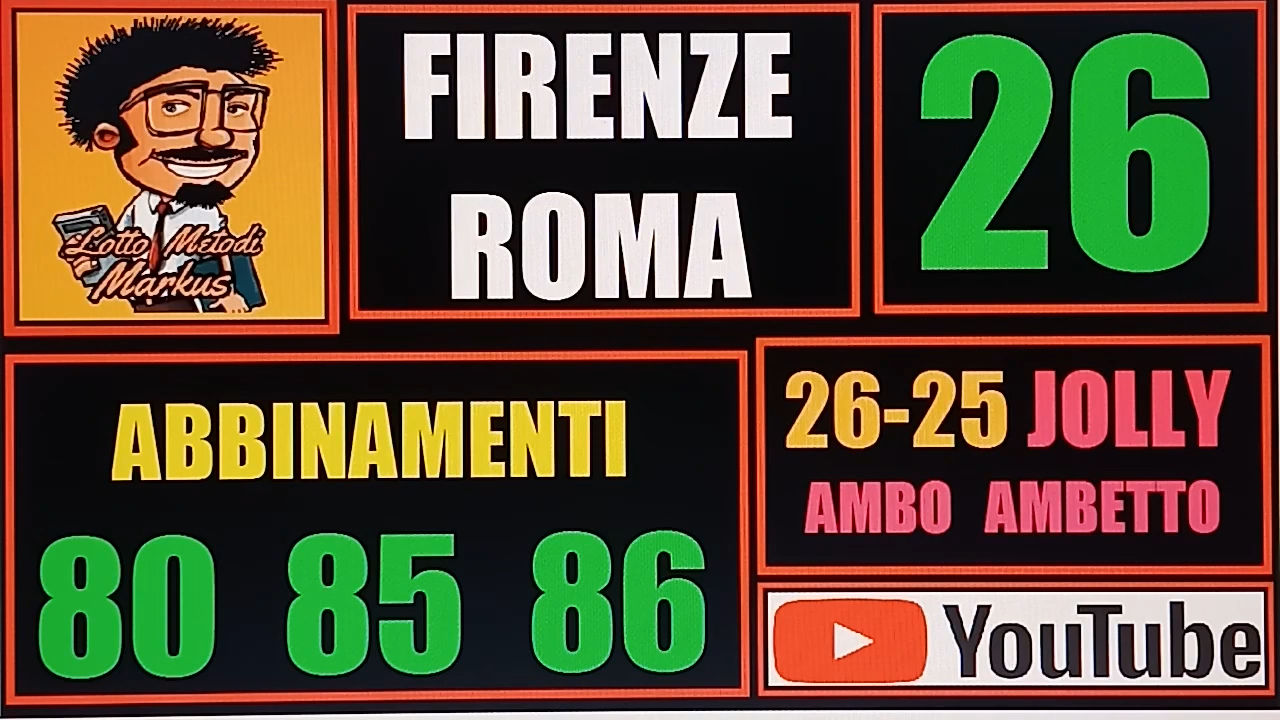 Lotto Metodi
Markus
FIRENZE
ROMA
26
ABBINAMENTI
80 85 86
26-25 JOLLY
AMBO AMBETTO
YouTube